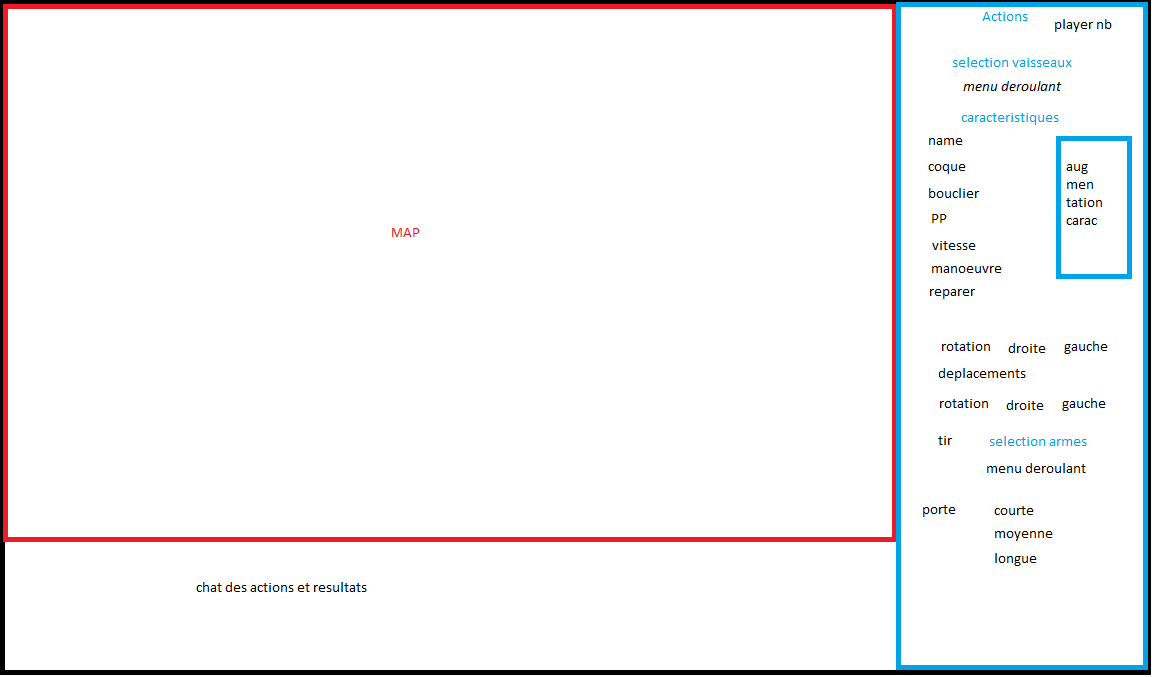 Actions
player nb
selection vaisseaux
menu deroulant
caracteristiques
name
coque
bouclier
PP
vitesse
manoeuvre
reparer
aug
men
tation
carac
MAP
rotation droite gauche
deplacements
rotation droite gauche
tir selection armes
menu deroulant
porte courte
moyenne
longue
chat des actions et resultats